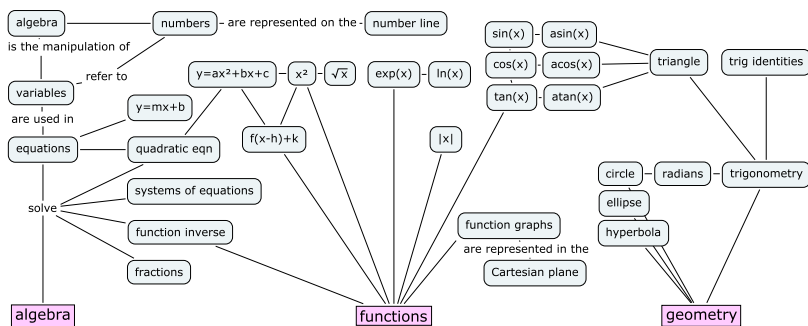 algebra
numbers
are represented on the
number line
is the manipulation of
refer to
variables
are used in
y=mx+b
equations
quadratic eqn
solve
systems of equations
function inverse
fractions
algebra
y=ax²+bx+c
x²
√x
exp(x)
ln(x)
f(x-h)+k
|x|
sin(x)
asin(x)
cos(x)
acos(x)
tan(x)
atan(x)
function graphs
are represented in the
Cartesian plane
functions
triangle
trig identities
circle
radians
trigonometry
ellipse
hyperbola
geometry